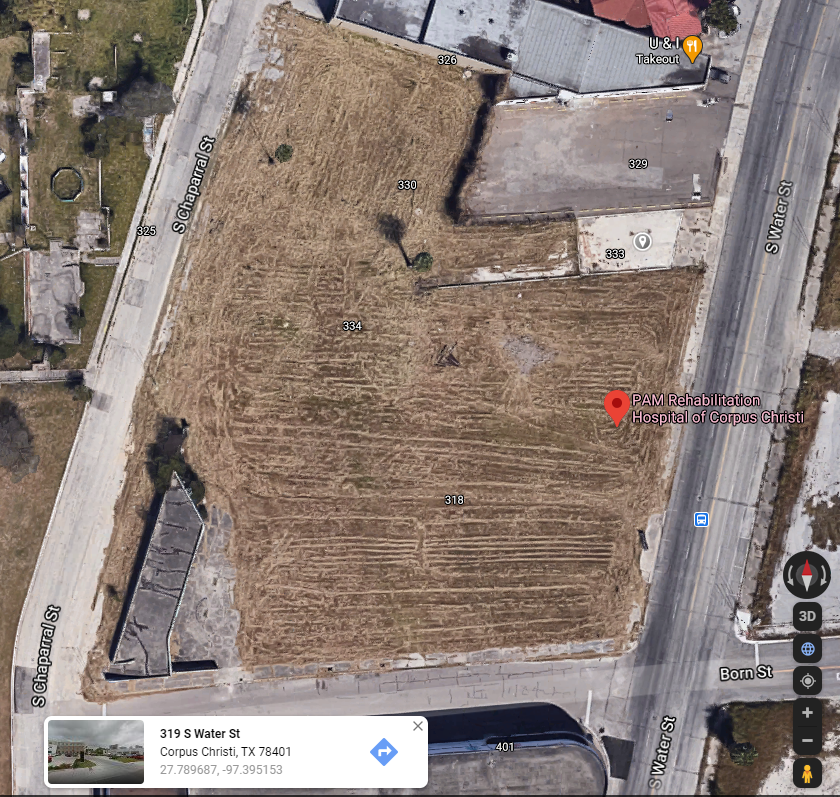 U & I
Takeout
326
S Chaparral St
329
330
S Water St
325
333
334
PAM Rehabilitation
Hospital of Corpus Christi
318
3D
S Chaparral St
Born St
S Water St
401
319 S Water St
Corpus Christi, TX 78401
27.789687, -97.395153